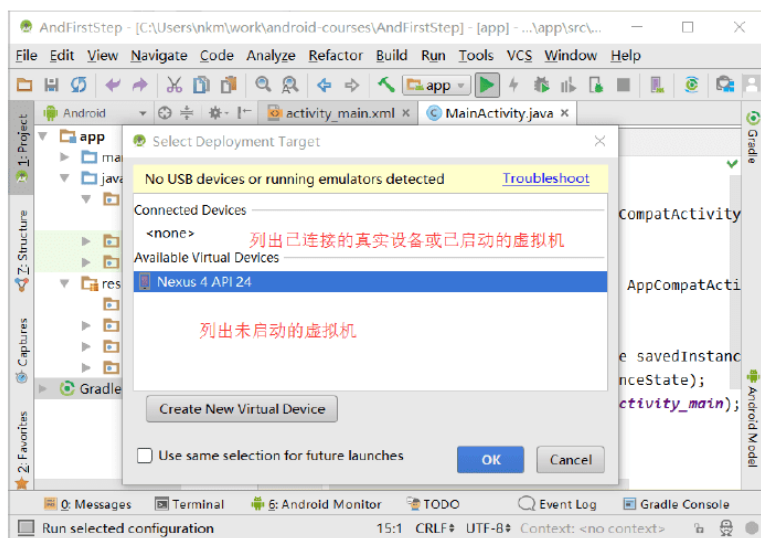 AndFirstStep - [C:\Users\nkm\work\android-courses\AndFirstStep] - [app] - ...\app\src\...
File Edit View Navigate Code Analyze Refactor Build Run Tools VCS Window Help
app
Android
activity_main.xml
MainActivity.java
1: Project
Z: Structure
Captures
2: Favorites
app
ma
java
res
Gradle
Select Deployment Target
No USB devices or running emulators detected Troubleshoot
Connected Devices
<none>
列出已连接的真实设备或已启动的虚拟机
Available Virtual Devices
Nexus 4 API 24
列出未启动的虚拟机
Create New Virtual Device
Use same selection for future launches
OK Cancel
CompatActivity
AppCompatActi
e savedInstanc
nceState);
ctivity_main);
Gradle
Android Model
0: Messages Terminal 6: Android Monitor TODO Event Log Gradle Console
Run selected configuration 15:1 CRLF UTF-8 Context: <no context>